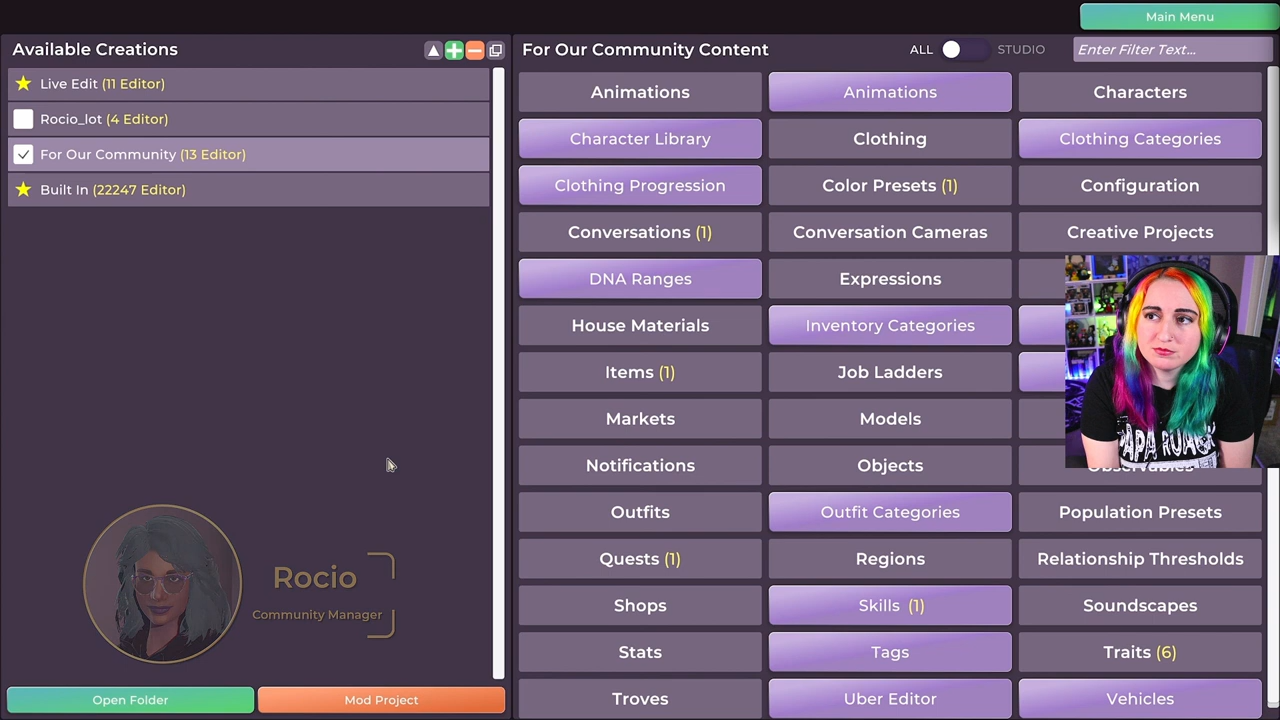 Main Menu
Available Creations
Live Edit (11 Editor)
Rocio_lot (4 Editor)
For Our Community (13 Editor)
Built In (22247 Editor)
Rocio
Community Manager
Open Folder
Mod Project
For Our Community Content
ALL
STUDIO
Enter Filter Text...
Animations
Animations
Characters
Character Library
Clothing
Clothing Categories
Clothing Progression
Color Presets (1)
Configuration
Conversations (1)
Conversation Cameras
Creative Projects
DNA Ranges
Expressions
House Materials
Inventory Categories
Items (1)
Job Ladders
Markets
Models
Notifications
Objects
Observables
Outfits
Outfit Categories
Population Presets
Quests (1)
Regions
Relationship Thresholds
Shops
Skills (1)
Soundscapes
Stats
Tags
Traits (6)
Troves
Uber Editor
Vehicles
PAPA ROACH